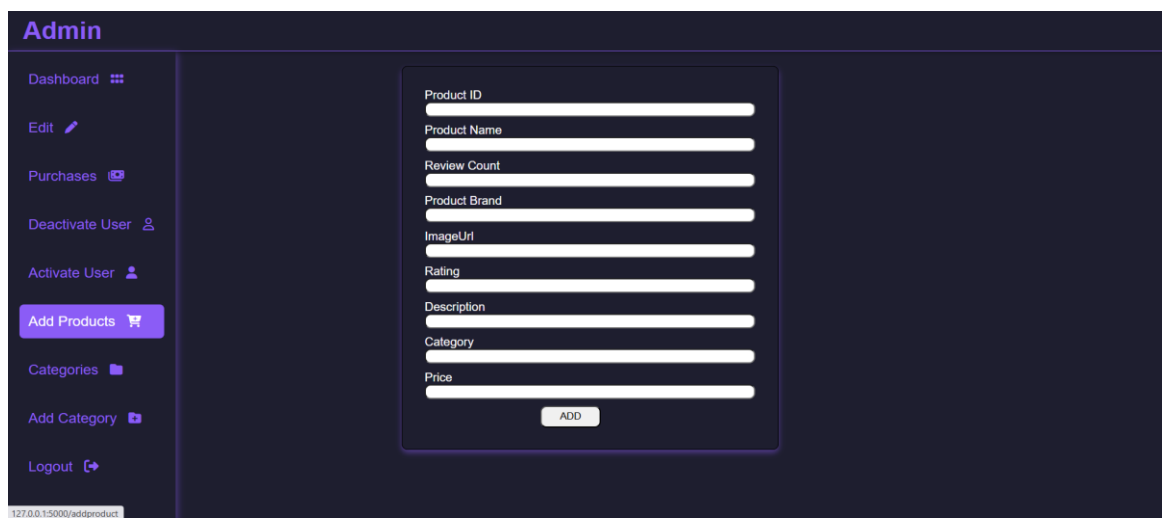 Admin
Dashboard
Edit
Purchases
Deactivate User
Activate User
Add Products
Categories
Add Category
Logout
Product ID
Product Name
Review Count
Product Brand
ImageUrl
Rating
Description
Category
Price
ADD
127.0.0.1:5000/addproduct